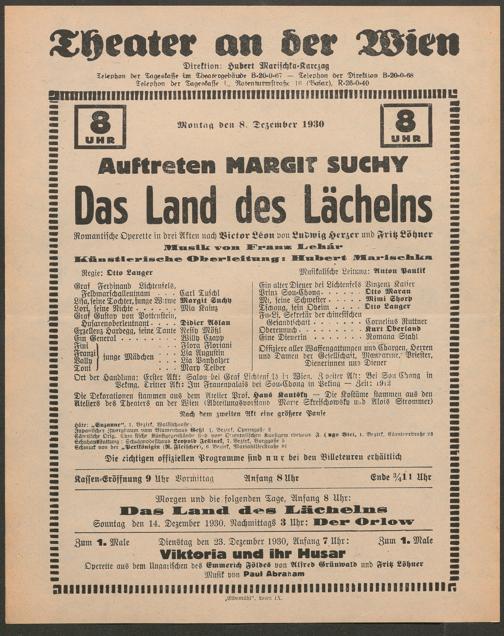 Theater an der Wien
Direktion: Hubert Marischka-Karczag
Telephon der Tageskasse im Theatergebäude B-20-0-67 — Telephon der Direktion B-20-0-68
Telephon der Tageskasse I., Rotenturmstraße 16 (Basar), R-26-0-40
8 UHR
Montag den 8. Dezember 1930
8 UHR
Auftreten MARGIT SUCHY
Das Land des Lächelns
Romantische Operette in drei Akten nach Victor Léon von Ludwig Herzer und Fritz Löhner
Musik von Franz Lehár
Künstlerische Oberleitung: Hubert Marischka
Regie: Otto Langer
Musikalische Leitung: Anton Paulik
Graf Ferdinand Lichtenfels,
Feldmarschalleutnant . . . Carl Tuschl
Lisa, seine Tochter, junge Witwe Margit Suchy
Lori, seine Nichte . . . Mia Kainz
Graf Gustav von Pottenstein,
Husarenoberleutnant . . Didier Aslan
Exzellenz Hardegg, seine Tante Nelly Mößl
Ein General . . . Willy Czapp
Fini
Franzl
Vally
Toni
junge Mädchen
Flora Franz
Lia Augustin
Lia Panholzer
Mary Teiber
Ein alter Diener bei Lichtenfels Vinzenz Kaiser
Prinz Sou-Chong . . . Otto Maran
Mi, seine Schwester . . . Mimi Shorp
Tschang, sein Oheim . . . Otto Langer
Fu-Li, Sekretär der chinesischen
Gesandtschaft . . . Cornelius Kuttner
Obereunuch . . . Kurt Oberland
Eine Dienerin . . . Romana Stahl
Offiziere aller Waffengattungen und Chargen, Herren
und Damen der Gesellschaft, Mandarine, Priester,
Dienerinnen und Diener
Ort der Handlung: Erster Akt: Salon bei Graf Lichtenfels in Wien. Zweiter Akt: Bei Sou Chong in
Peking. Dritter Akt: Im Frauenpalais bei Sou-Chong in Peking — Zeit: 1912
Die Dekorationen stammen aus dem Atelier Prof. Hans Kautsky — Die Kostüme stammen aus den
Ateliers des Theaters an der Wien
Nach dem zweiten Akt eine größere Pause
Die richtigen offiziellen Programme sind nur bei den Billeteuren erhältlich
Kassen-Eröffnung 9 Uhr Vormittag Anfang 8 Uhr Ende ¾11 Uhr
Morgen und die folgenden Tage, Anfang 8 Uhr:
Das Land des Lächelns
Sonntag den 14. Dezember 1930, Nachmittags 3 Uhr: Der Orlow
Zum 1. Male Dienstag den 23. Dezember 1930, Anfang 7 Uhr: Zum 1. Male
Viktoria und ihr Husar
Operette aus dem Ungarischen des Emmerich Földes von Alfred Grünwald und Fritz Löhner
Musik von Paul Abraham